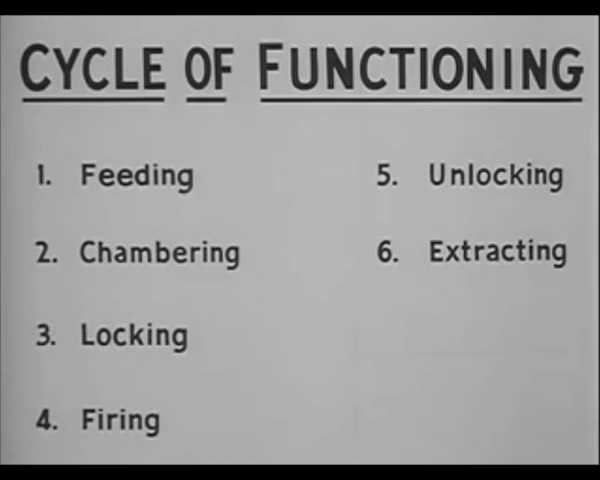 CYCLE OF FUNCTIONING
1. Feeding
2. Chambering
3. Locking
4. Firing
5. Unlocking
6. Extracting